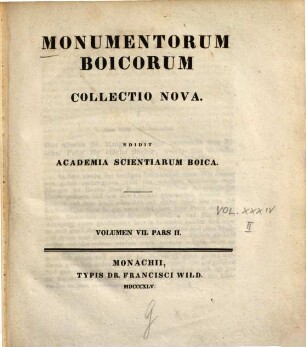 MONUMENTORUM
BOICORUM
COLLECTIO NOVA.
EDIDIT
ACADEMIA SCIENTIARUM BOICA.
VOL. XXXIV
II
VOLUMEN VII. PARS II.
MONACHII,
TYPIS DR. FRANCISCI WILD.
MDCCCXLV.
g